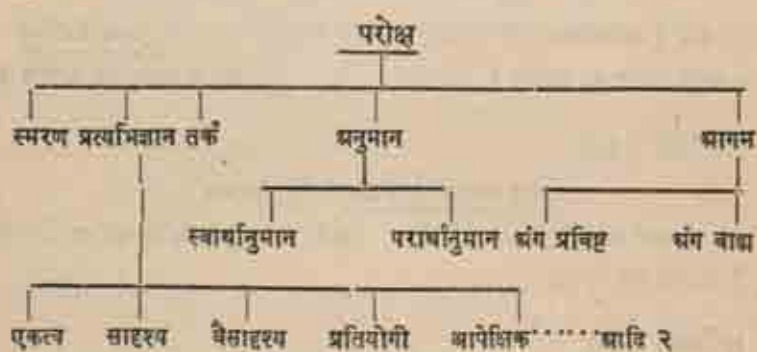 परोक्ष
स्मरण प्रत्यभिज्ञान तर्क अनुमान आगम
स्वार्थानुमान परार्थानुमान अंग प्रविष्ट अंग बाह्य
एकत्व सादृश्य वैसादृश्य प्रतियोगी आपेक्षिक······आदि २